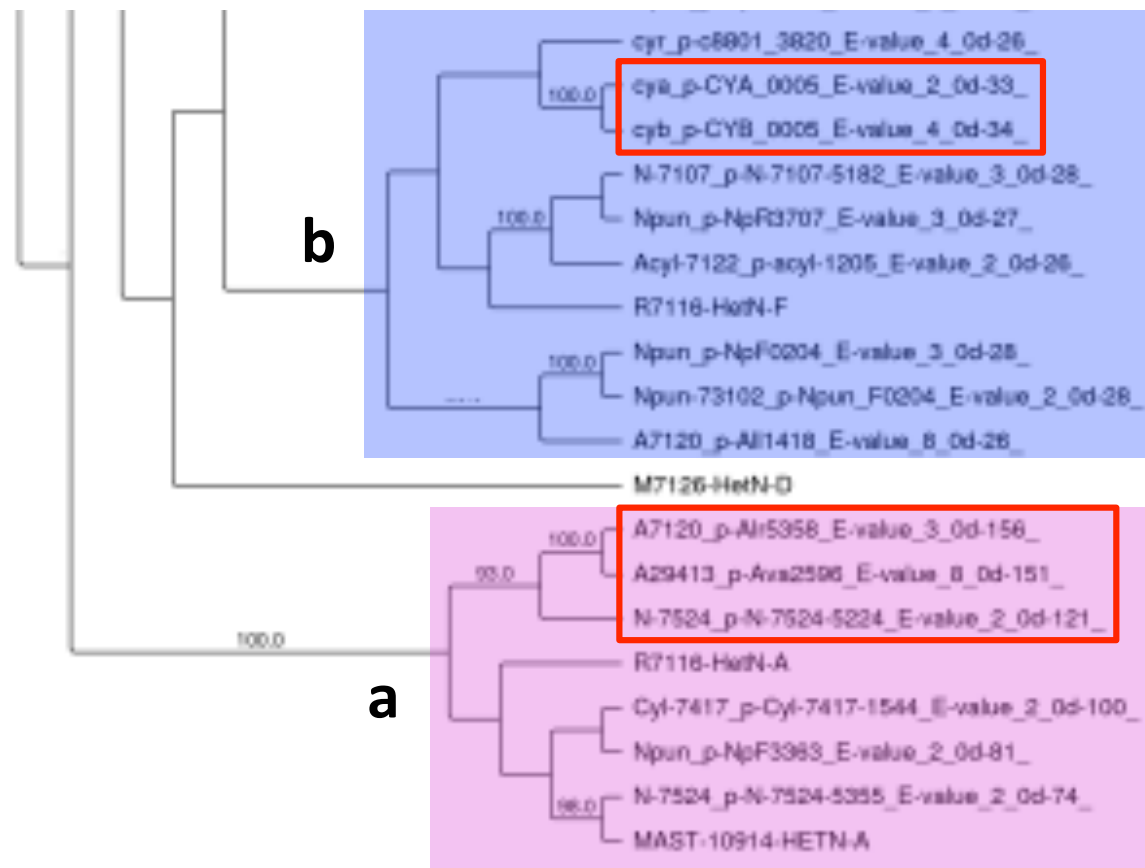 cyr_p-c8801_3820_E-value_4_0d-26_
100.0
cya_p-CYA_0005_E-value_2_0d-33_
cyb_p-CYB_0005_E-value_4_0d-34_
N-7107_p-N-7107-5182_E-value_3_0d-28_
b
100.0
Npun_p-NpR3707_E-value_3_0d-27_
Acyl-7122_p-acyl-1205_E-value_2_0d-26_
R7116-HetN-F
Npun_p-NpF0204_E-value_3_0d-28_
100.0
Npun-73102_p-Npun_F0204_E-value_2_0d-28_
A7120_p-All1418_E-value_8_0d-26_
M7126-HetN-D
A7120_p-Alr5358_E-value_3_0d-156_
100.0
93.0
A29413_p-Ava2596_E-value_8_0d-151_
N-7524_p-N-7524-5224_E-value_2_0d-121_
100.0
R7116-HetN-A
a
Cyl-7417_p-Cyl-7417-1544_E-value_2_0d-100_
Npun_p-NpF3363_E-value_2_0d-81_
N-7524_p-N-7524-5355_E-value_2_0d-74_
98.0
MAST-10914-HETN-A